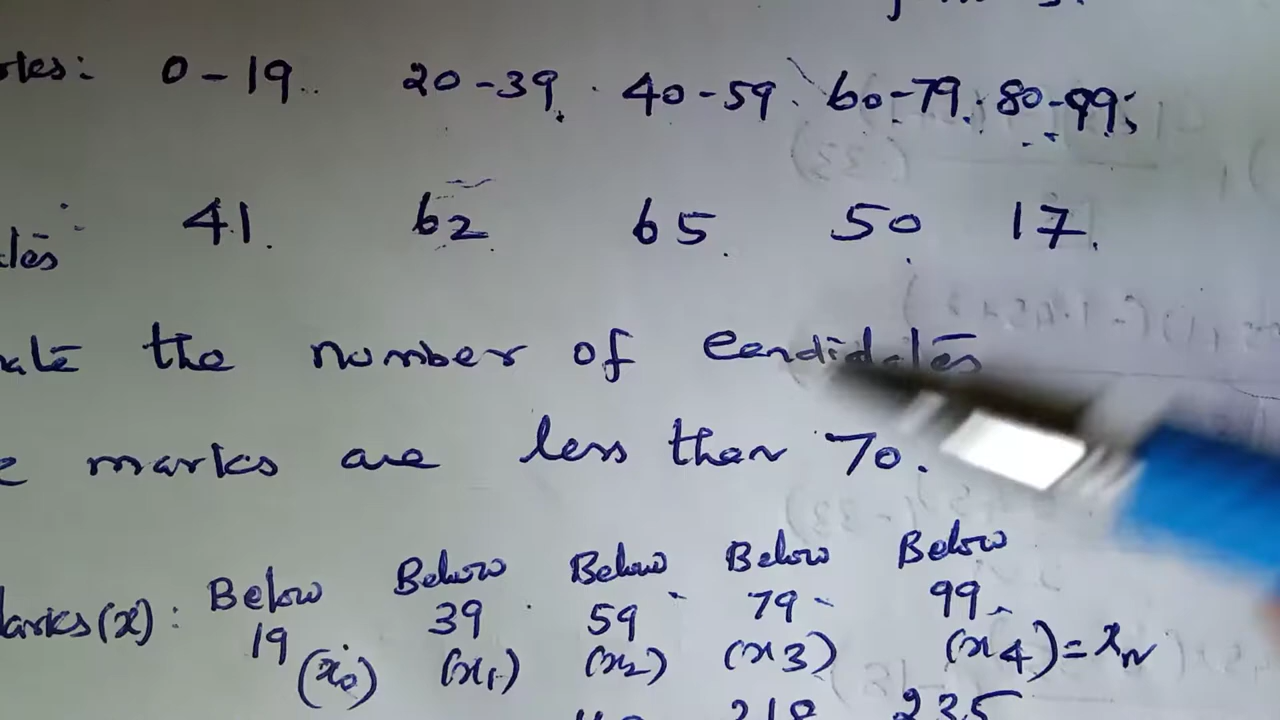 0-19.. 20-39. 40-59. 60-79. 80-99;
41. 62. 65. 50 17.
the number of candidates
marks are less than 70.
Below Below Below Below Below
(x): 19 39 59 79 99
(x0) (x1) (x2) (x3) (x4) = xn
218 235